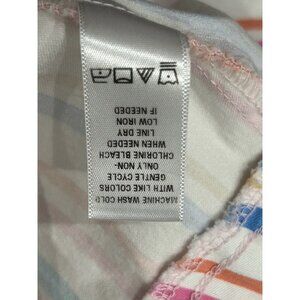 MACHINE WASH COLD
WITH LIKE COLORS
GENTLE CYCLE
ONLY NON-
CHLORINE BLEACH
WHEN NEEDED
LINE DRY
LOW IRON
IF NEEDED